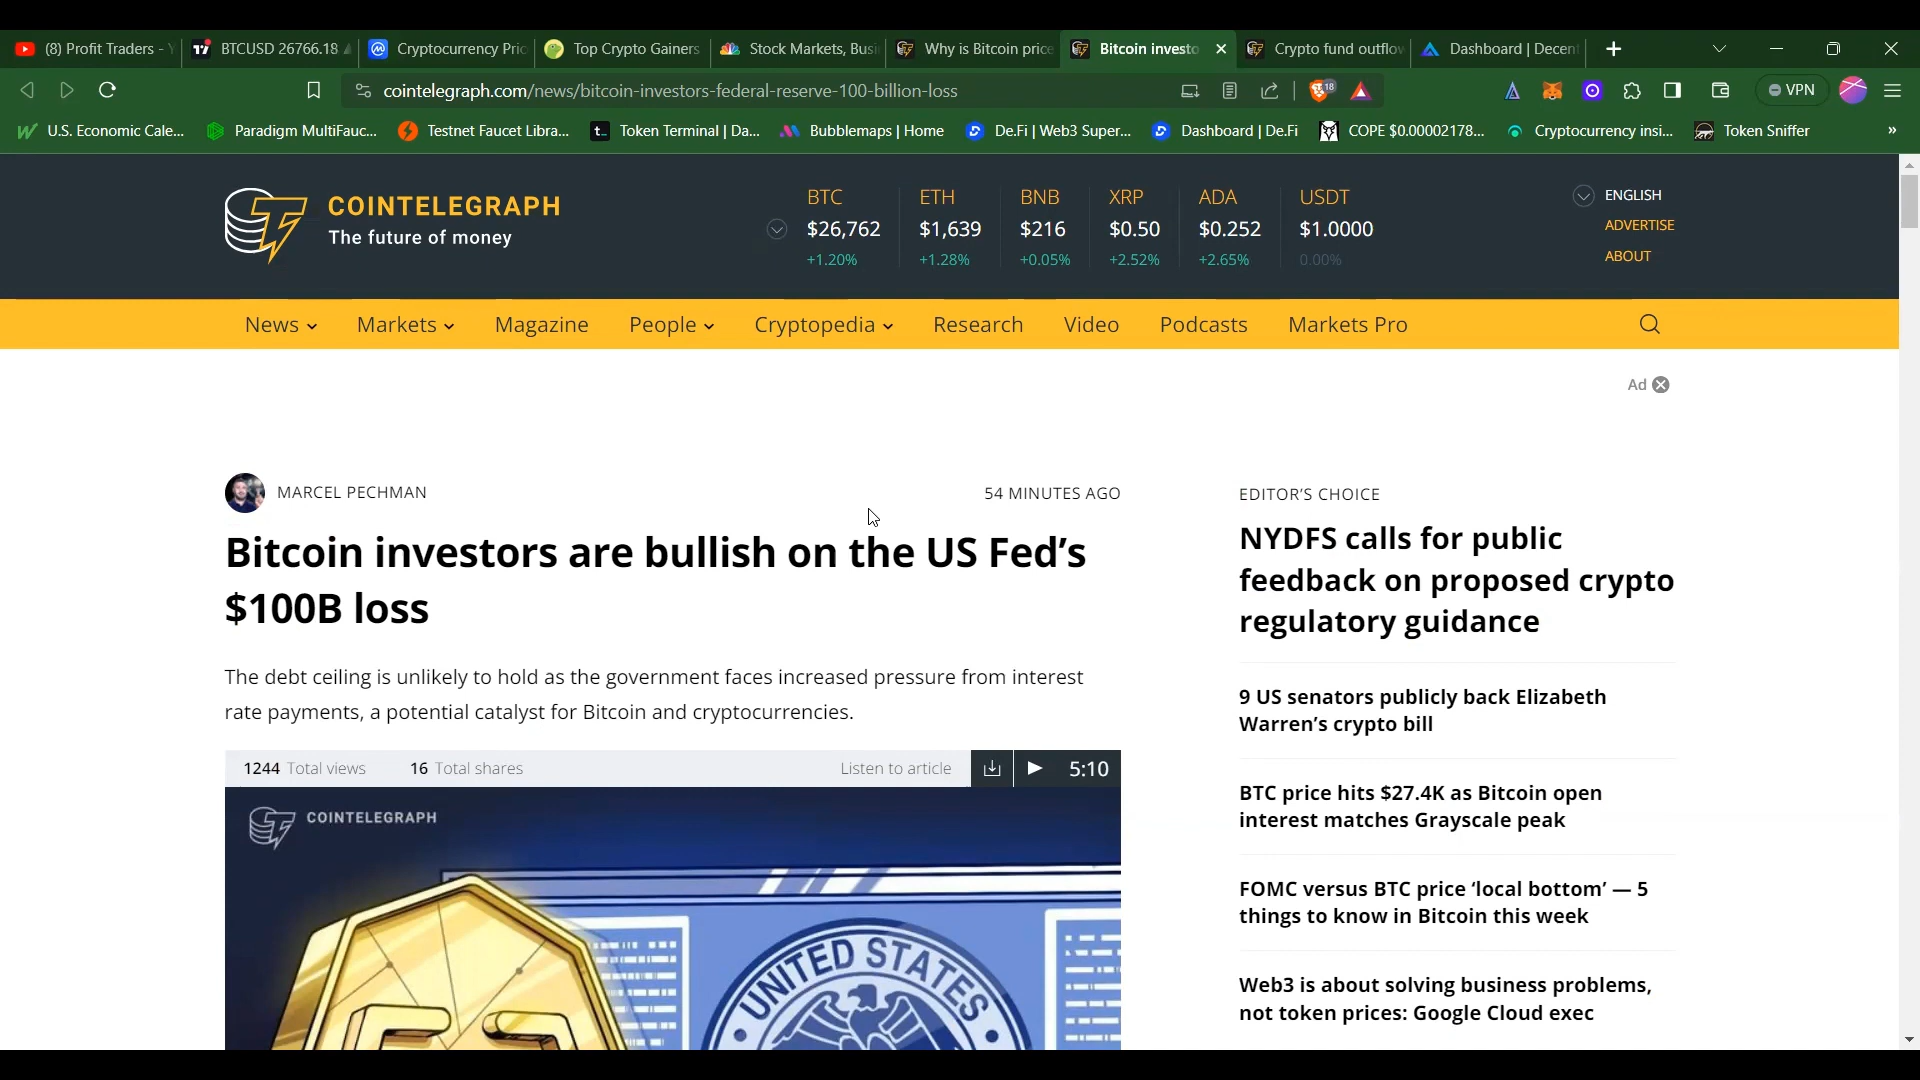 (8) Profit Traders - Y
BTCUSD 26766.18
Cryptocurrency Pric
Top Crypto Gainers
Stock Markets, Busi
Why is Bitcoin price
Bitcoin investo
Crypto fund outflow
Dashboard | Decent
cointelegraph.com/news/bitcoin-investors-federal-reserve-100-billion-loss
18
VPN
U.S. Economic Cale...
Paradigm MultiFauc...
Testnet Faucet Libra...
Token Terminal | Da...
Bubblemaps | Home
De.Fi | Web3 Super...
Dashboard | De.Fi
COPE $0.00002178...
Cryptocurrency insi...
Token Sniffer
»
COINTELEGRAPH
The future of money
BTC ETH BNB XRP ADA USDT
$26,762 $1,639 $216 $0.50 $0.252 $1.0000
+1.20% +1.28% +0.05% +2.52% +2.65% 0.00%
ENGLISH
ADVERTISE
ABOUT
News Markets Magazine People Cryptopedia Research Video Podcasts Markets Pro
Ad
MARCEL PECHMAN
54 MINUTES AGO
Bitcoin investors are bullish on the US Fed’s
$100B loss
The debt ceiling is unlikely to hold as the government faces increased pressure from interest
rate payments, a potential catalyst for Bitcoin and cryptocurrencies.
1244 Total views 16 Total shares Listen to article 5:10
COINTELEGRAPH
UNITED STATES
EDITOR’S CHOICE
NYDFS calls for public
feedback on proposed crypto
regulatory guidance
9 US senators publicly back Elizabeth
Warren’s crypto bill
BTC price hits $27.4K as Bitcoin open
interest matches Grayscale peak
FOMC versus BTC price ‘local bottom’ — 5
things to know in Bitcoin this week
Web3 is about solving business problems,
not token prices: Google Cloud exec